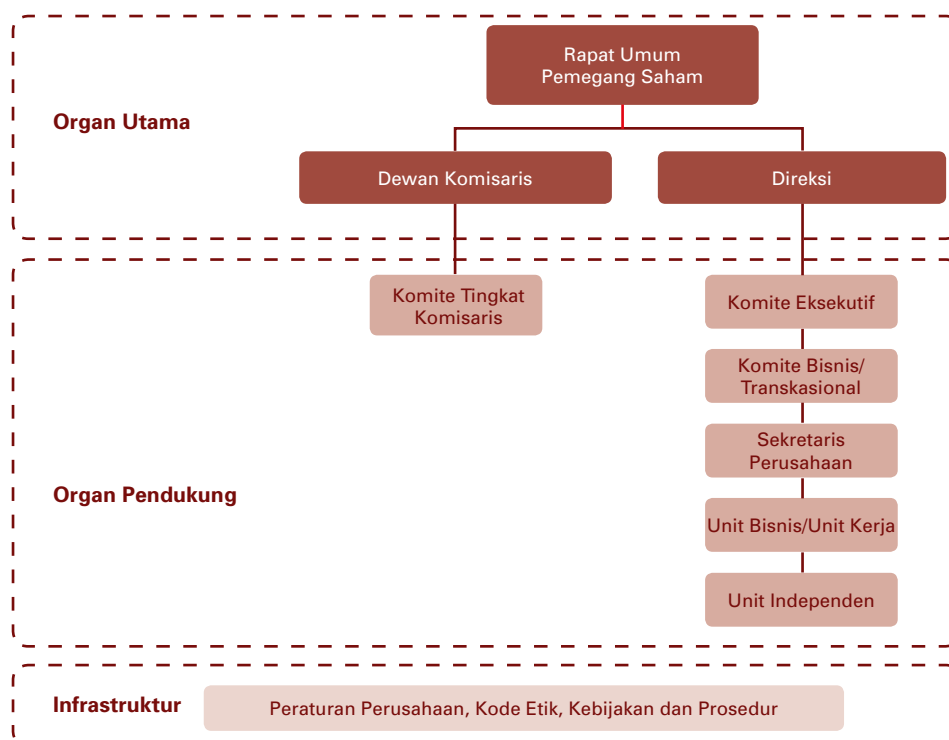 Rapat Umum
Pemegang Saham
Organ Utama
Dewan Komisaris
Direksi
Komite Tingkat
Komisaris
Komite Eksekutif
Komite Bisnis/
Transkasional
Sekretaris
Perusahaan
Organ Pendukung
Unit Bisnis/Unit Kerja
Unit Independen
Infrastruktur
Peraturan Perusahaan, Kode Etik, Kebijakan dan Prosedur